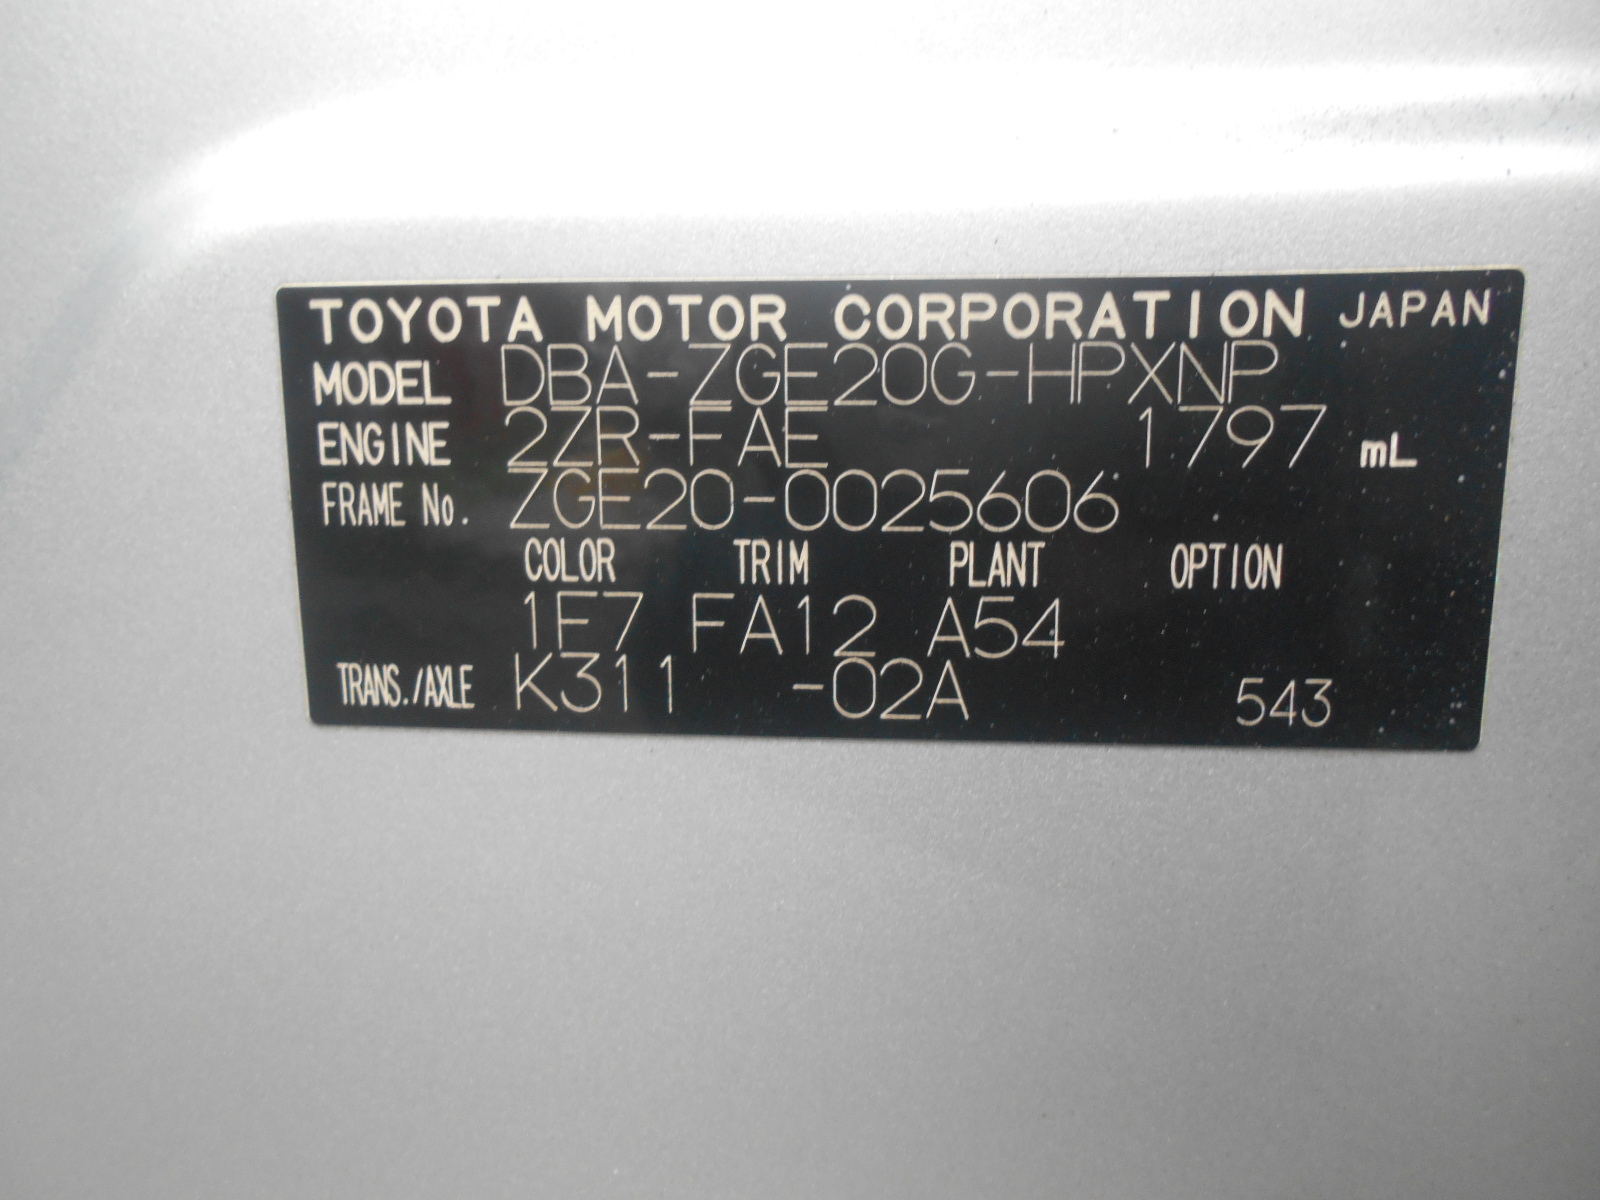 TOYOTA MOTOR CORPORATION JAPAN
MODEL DBA-ZGE20G-HPXNP
ENGINE 2ZR-FAE 1797 mL
FRAME No. ZGE20-0025606
COLOR TRIM PLANT OPTION
1F7 FA12 A54
TRANS./AXLE K311 -02A 543